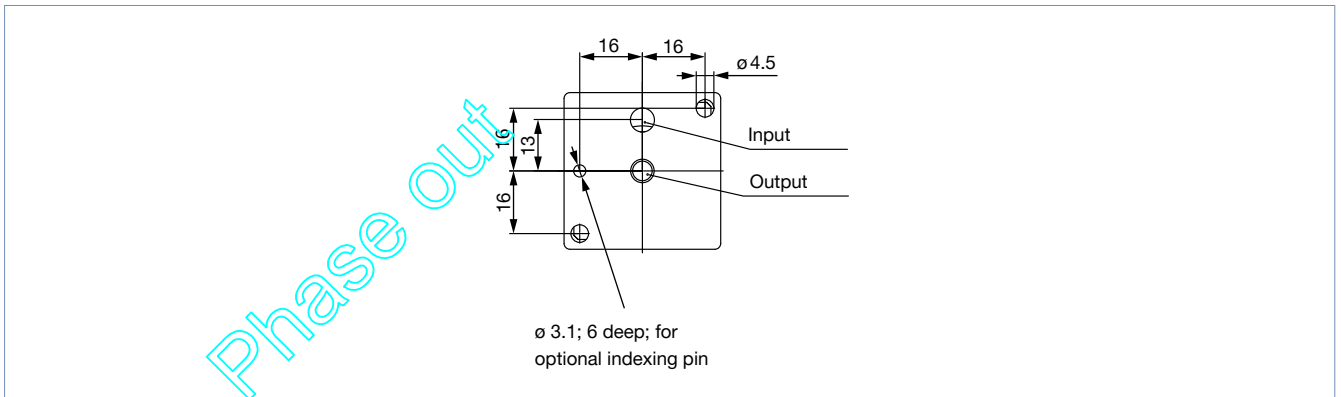 16 16
ø 4.5
16
13
Input
Output
16
ø 3.1; 6 deep; for
optional indexing pin
Phase out